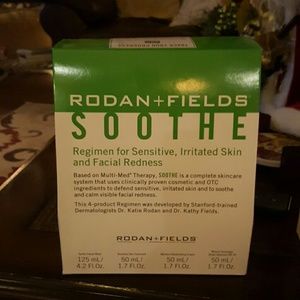 RODAN+FIELDS
SOOTHE
Regimen for Sensitive, Irritated Skin
and Facial Redness
Based on Multi-Med® Therapy, SOOTHE is a complete skincare
system that uses clinically proven cosmetic and OTC
ingredients to defend sensitive, irritated skin and to soothe
and calm visible facial redness.
This 4-product Regimen was developed by Stanford-trained
Dermatologists Dr. Katie Rodan and Dr. Kathy Fields.
RODAN+FIELDS
125 mL/ 50 mL/ 50 mL/ 50 mL/
4.2 Fl Oz. 1.7 Fl Oz. 1.7 Fl Oz. 1.7 Fl Oz.